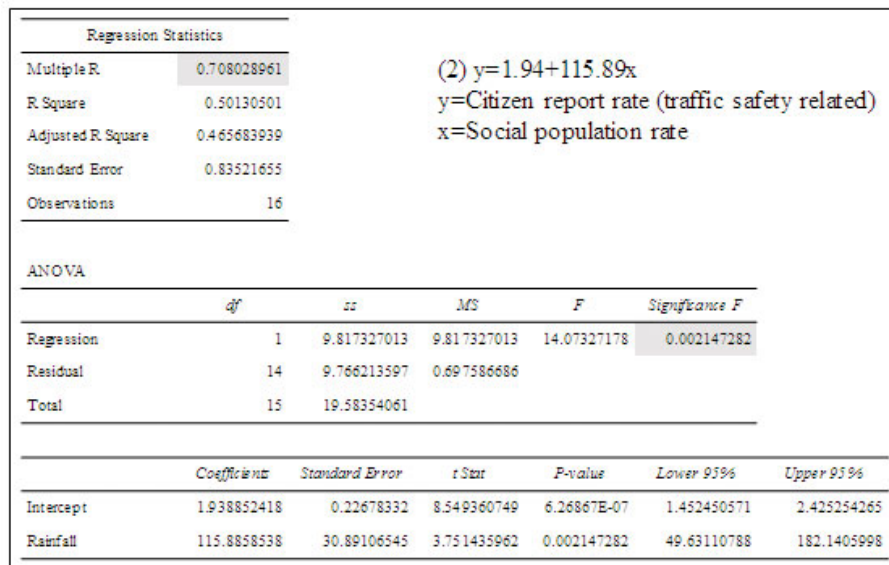 Regression Statistics
Multiple R 0.708028961
R Square 0.50130501
Adjusted R Square 0.465683939
Standard Error 0.83521655
Observations 16
(2) y=1.94+115.89x
y=Citizen report rate (traffic safety related)
x=Social population rate
ANOVA
df ss MS F Significance F
Regression 1 9.817327013 9.817327013 14.07327178 0.002147282
Residual 14 9.766213597 0.697586686
Total 15 19.58354061
Coefficients Standard Error t Stat P-value Lower 95% Upper 95%
Intercept 1.938852418 0.22678332 8.549360749 6.26867E-07 1.452450571 2.425254265
Rainfall 115.8858538 30.89106545 3.751435962 0.002147282 49.63110788 182.1405998